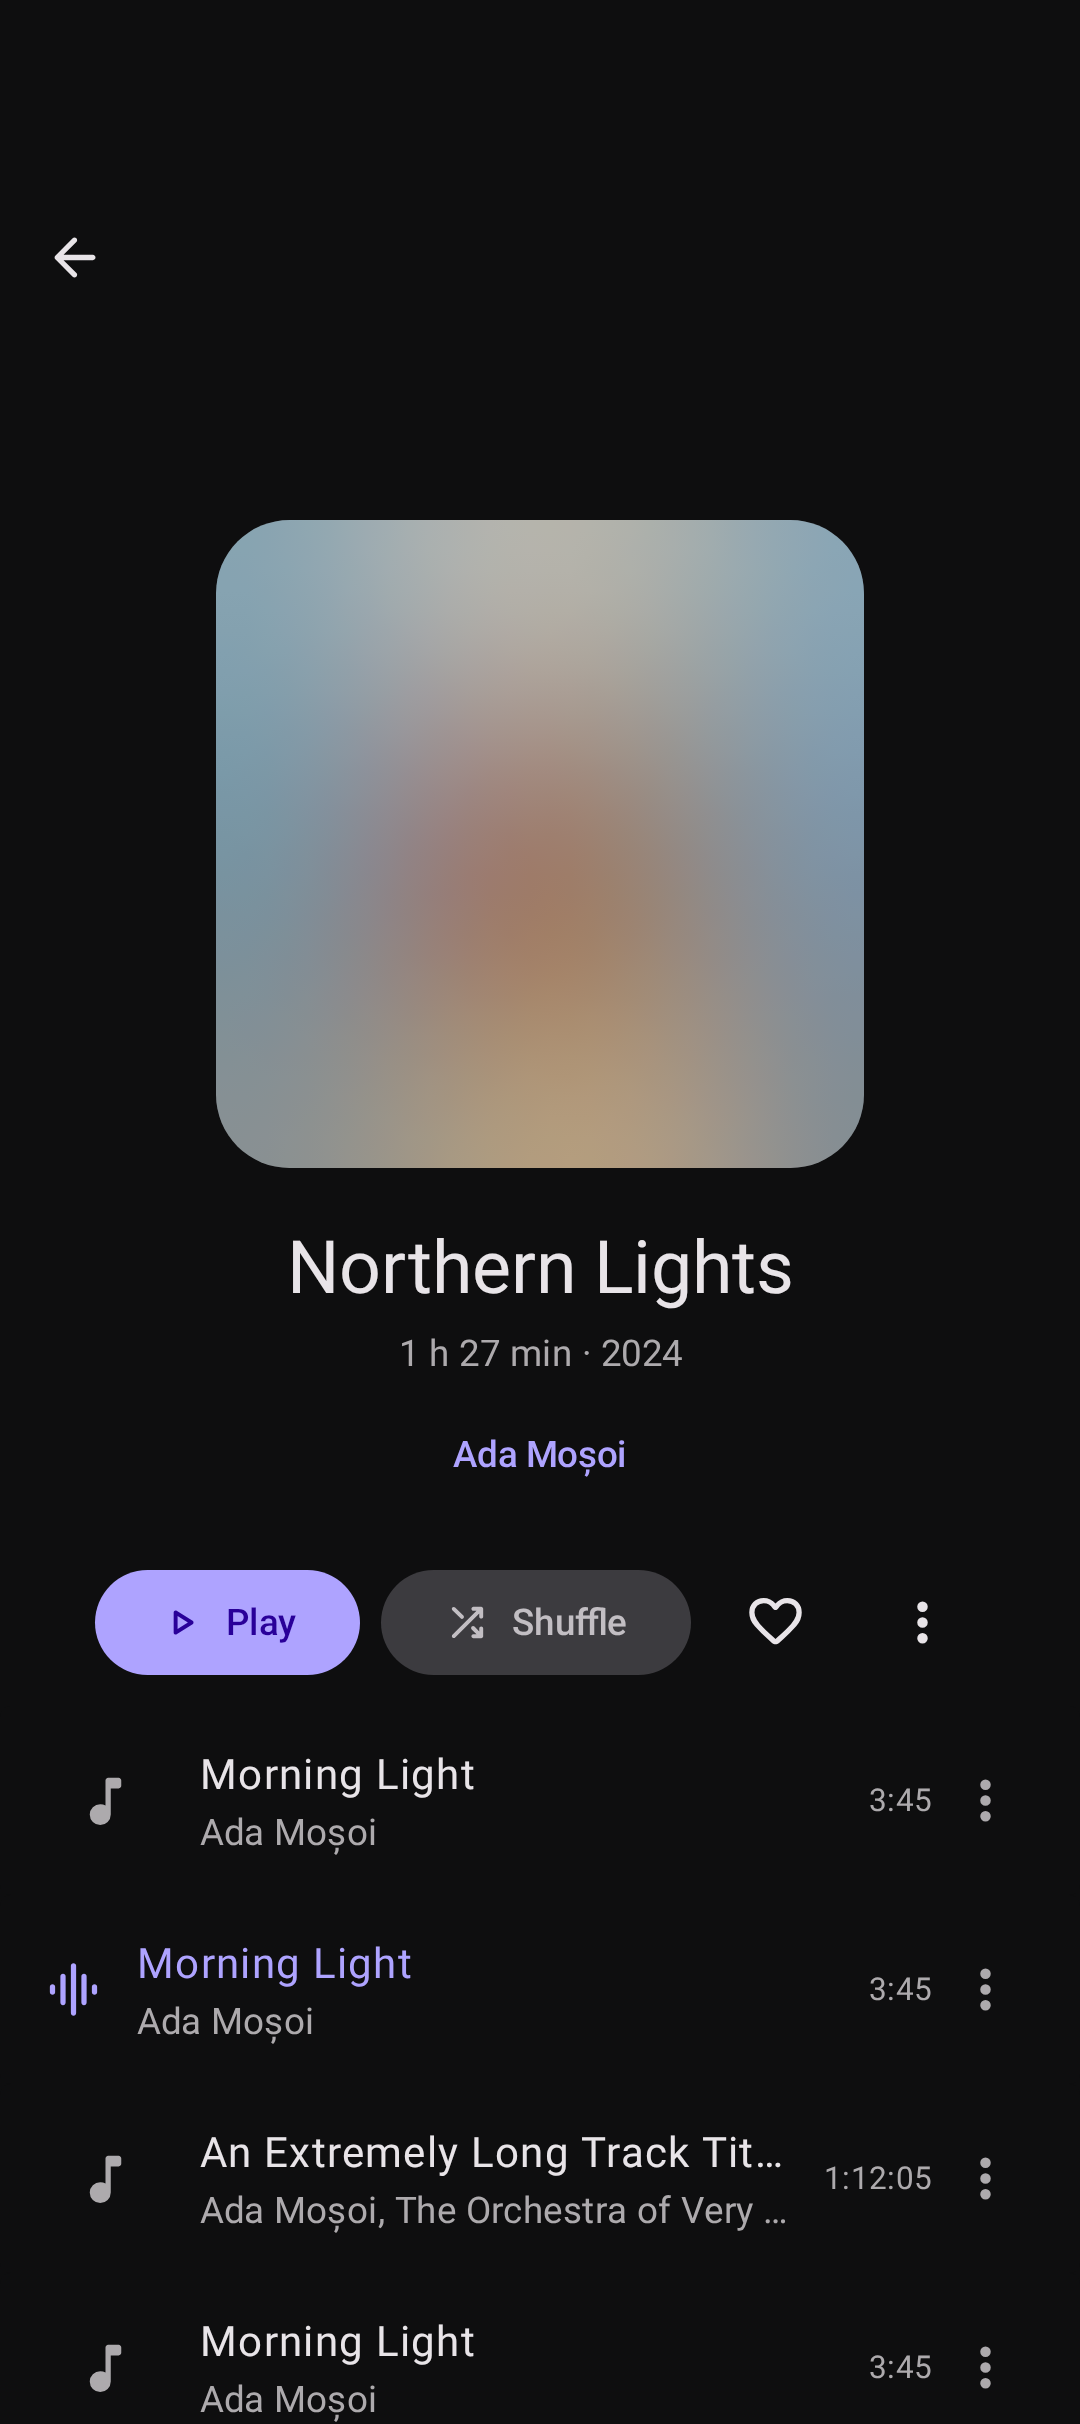 Northern Lights
1 h 27 min · 2024
Ada Moșoi
Play
Shuffle
Morning Light
Ada Moșoi
3:45
Morning Light
Ada Moșoi
3:45
An Extremely Long Track Tit...
Ada Moșoi, The Orchestra of Very ...
1:12:05
Morning Light
Ada Moșoi
3:45